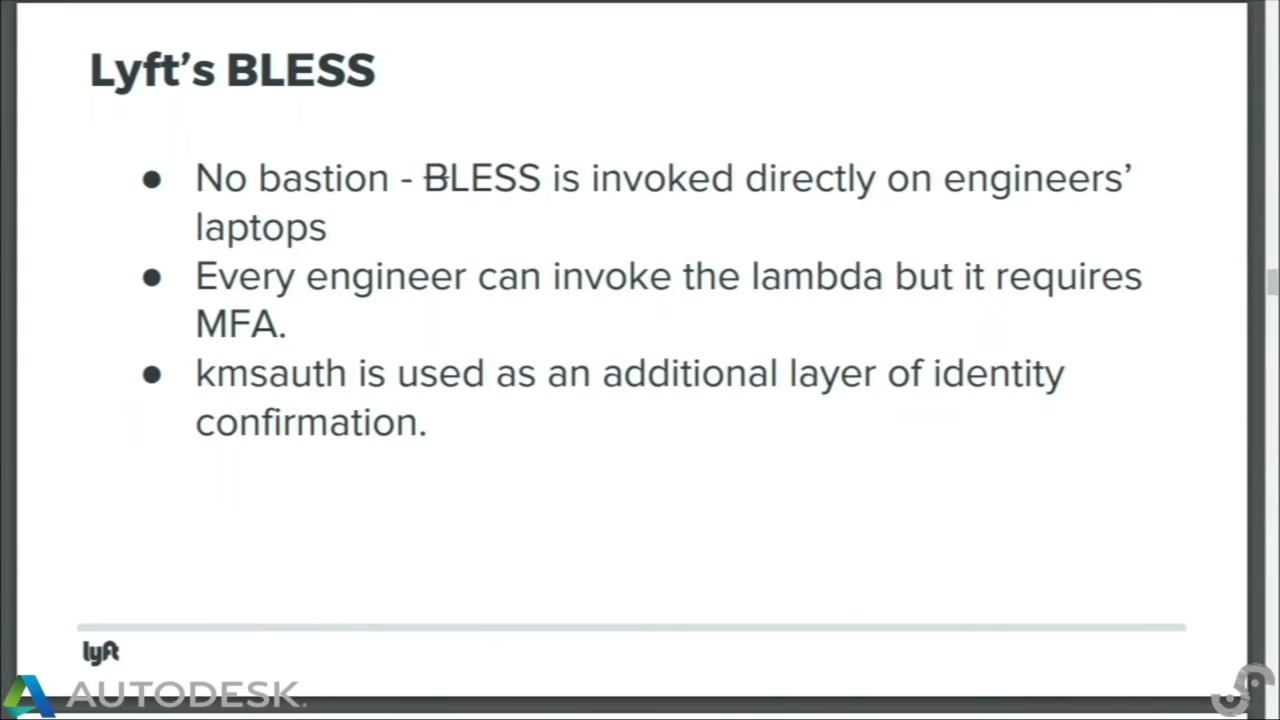 Lyft’s BLESS
● No bastion - BLESS is invoked directly on engineers’
laptops
● Every engineer can invoke the lambda but it requires
MFA.
● kmsauth is used as an additional layer of identity
confirmation.
lyft
AUTODESK.